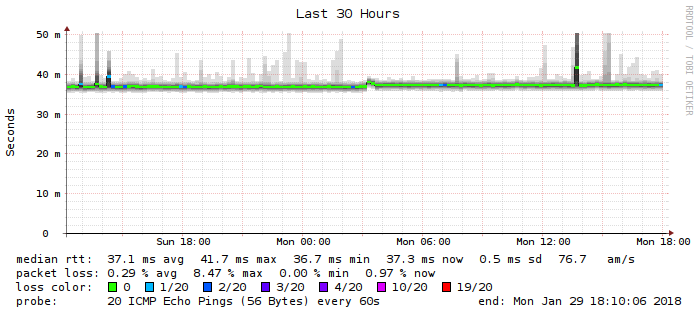 Last 30 Hours
RRDTOOL / TOBI OETIKER
Seconds
50 m
40 m
30 m
20 m
10 m
0
Sun 18:00 Mon 00:00 Mon 06:00 Mon 12:00 Mon 18:00
median rtt: 37.1 ms avg 41.7 ms max 36.7 ms min 37.3 ms now 0.5 ms sd 76.7 am/s
packet loss: 0.29 % avg 8.47 % max 0.00 % min 0.97 % now
loss color: 0 1/20 2/20 3/20 4/20 10/20 19/20
probe: 20 ICMP Echo Pings (56 Bytes) every 60s end: Mon Jan 29 18:10:06 2018